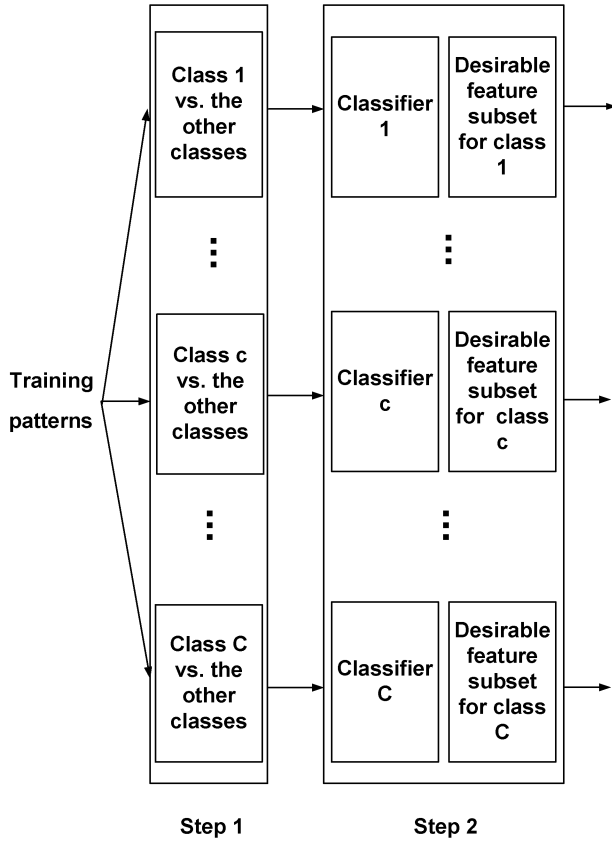 Class 1
vs. the
other
classes
Classifier
1
Desirable
feature
subset
for class
1
Training
patterns
Class c
vs. the
other
classes
Classifier
c
Desirable
feature
subset
for class
c
Class C
vs. the
other
classes
Classifier
C
Desirable
feature
subset
for class
C
Step 1
Step 2